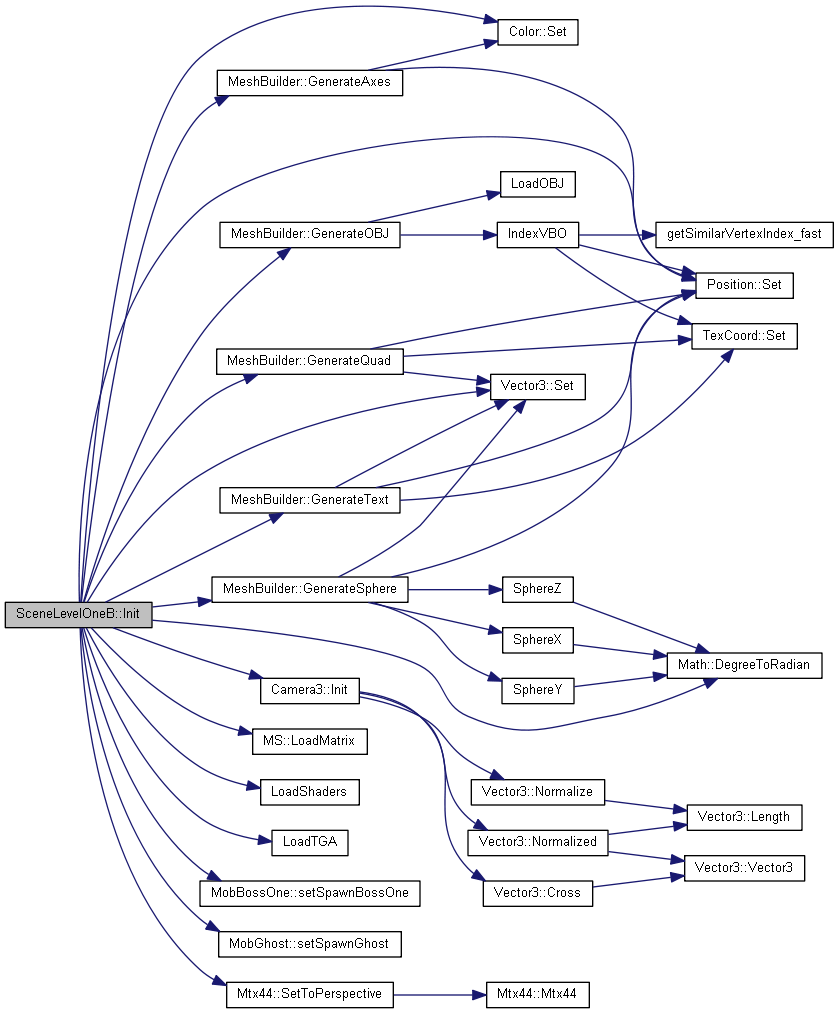 Color::Set
MeshBuilder::GenerateAxes
LoadOBJ
MeshBuilder::GenerateOBJ
IndexVBO
getSimilarVertexIndex_fast
Position::Set
TexCoord::Set
MeshBuilder::GenerateQuad
Vector3::Set
MeshBuilder::GenerateText
MeshBuilder::GenerateSphere
SphereZ
SceneLevelOneB::Init
SphereX
Math::DegreeToRadian
Camera3::Init
SphereY
MS::LoadMatrix
LoadShaders
Vector3::Normalize
Vector3::Length
LoadTGA
Vector3::Normalized
Vector3::Vector3
MobBossOne::setSpawnBossOne
Vector3::Cross
MobGhost::setSpawnGhost
Mtx44::SetToPerspective
Mtx44::Mtx44